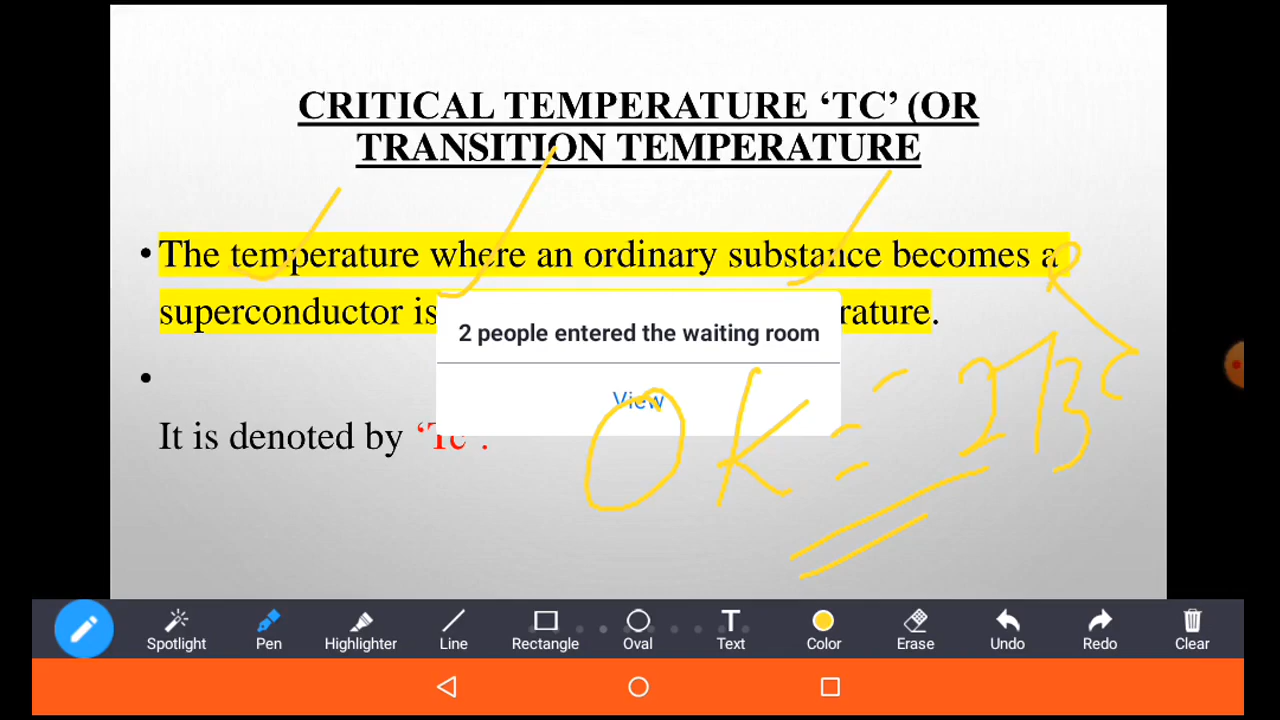 CRITICAL TEMPERATURE ‘TC’ (OR
TRANSITION TEMPERATURE
• The temperature where an ordinary substance becomes a
superconductor is rature.
2 people entered the waiting room
View
•
It is denoted by ‘Tc’.
0 K = - 273°C
Spotlight Pen Highlighter Line Rectangle Oval Text Color Erase Undo Redo Clear